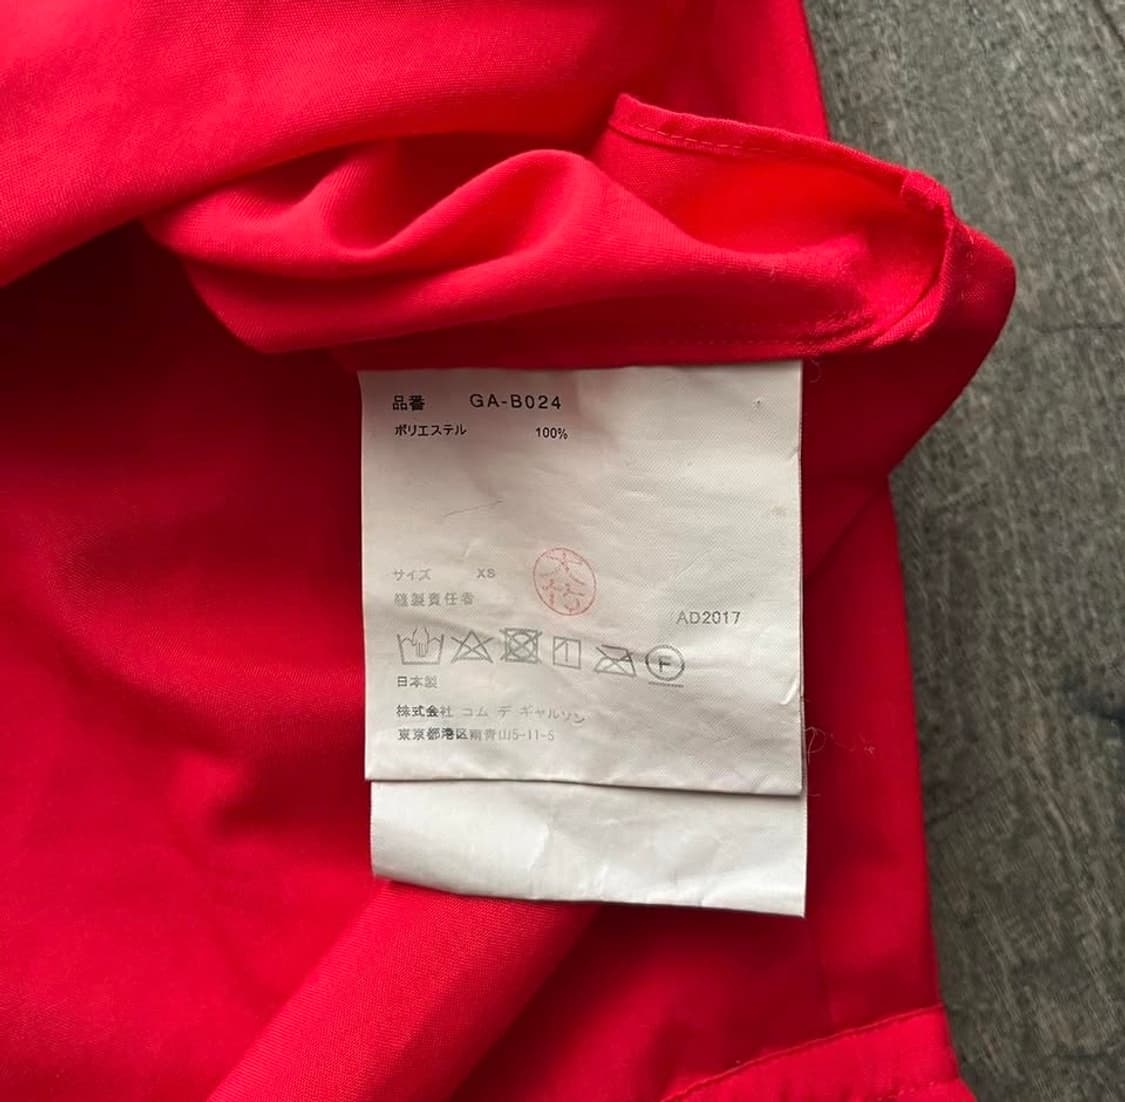 品番 GA-B024
ポリエステル 100%
サイズ XS
縫製責任者
AD2017
F
日本製
株式会社 コム デ ギャルソン
東京都港区南青山5-11-5